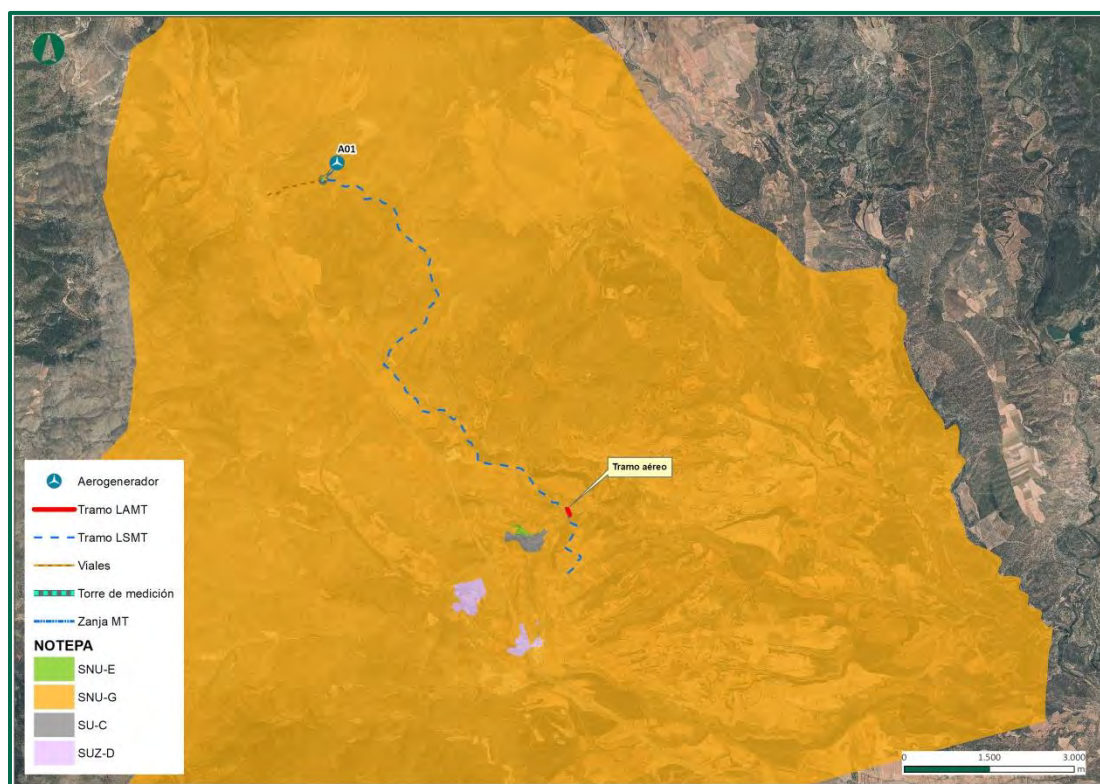 A01
Tramo aéreo
Aerogenerador
Tramo LAMT
Tramo LSMT
Viales
Torre de medición
Zanja MT
NOTEPA
SNU-E
SNU-G
SU-C
SUZ-D
0 1.500 3.000
m